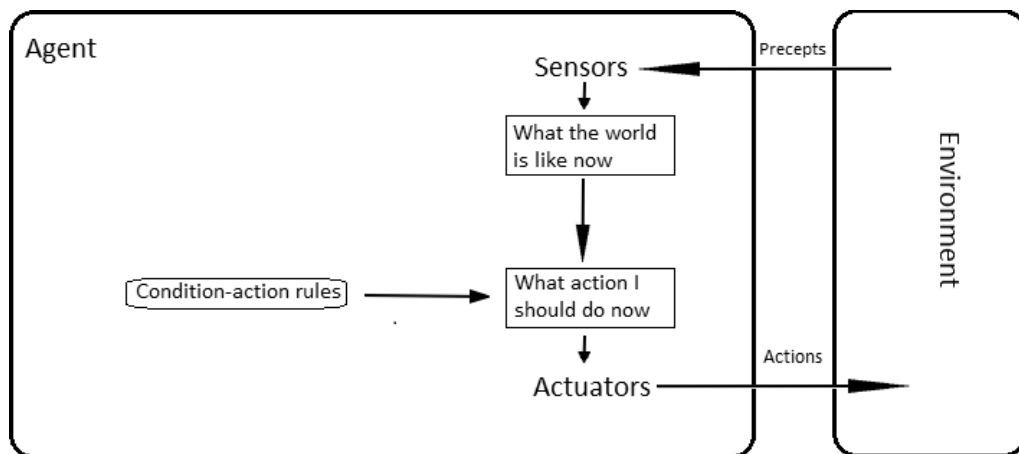 Agent
Precepts
Sensors
What the world
is like now
Environment
Condition-action rules
What action I
should do now
Actions
Actuators